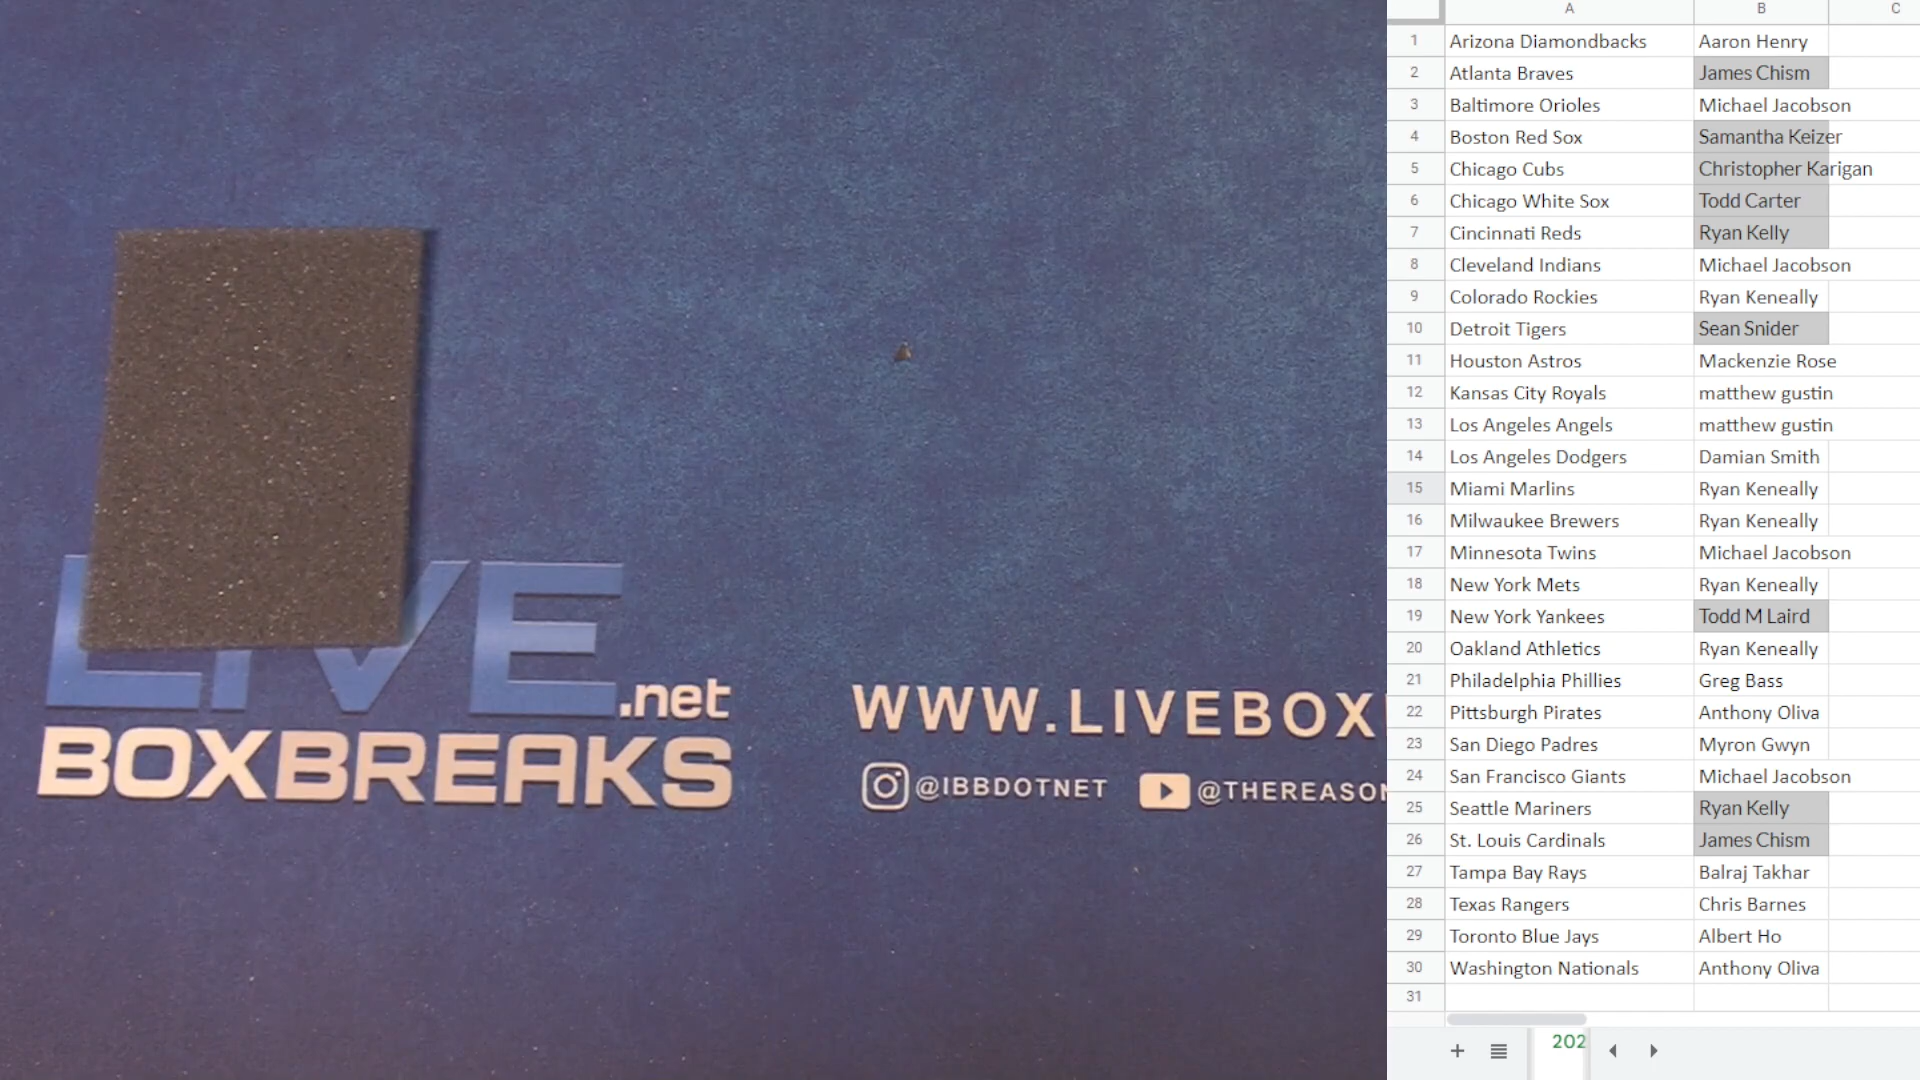 LIVE.net
BOXBREAKS
WWW.LIVEBOX
@IBBDOTNET
@THEREASON
A B C
1 Arizona Diamondbacks Aaron Henry
2 Atlanta Braves James Chism
3 Baltimore Orioles Michael Jacobson
4 Boston Red Sox Samantha Keizer
5 Chicago Cubs Christopher Karigan
6 Chicago White Sox Todd Carter
7 Cincinnati Reds Ryan Kelly
8 Cleveland Indians Michael Jacobson
9 Colorado Rockies Ryan Keneally
10 Detroit Tigers Sean Snider
11 Houston Astros Mackenzie Rose
12 Kansas City Royals matthew gustin
13 Los Angeles Angels matthew gustin
14 Los Angeles Dodgers Damian Smith
15 Miami Marlins Ryan Keneally
16 Milwaukee Brewers Ryan Keneally
17 Minnesota Twins Michael Jacobson
18 New York Mets Ryan Keneally
19 New York Yankees Todd M Laird
20 Oakland Athletics Ryan Keneally
21 Philadelphia Phillies Greg Bass
22 Pittsburgh Pirates Anthony Oliva
23 San Diego Padres Myron Gwyn
24 San Francisco Giants Michael Jacobson
25 Seattle Mariners Ryan Kelly
26 St. Louis Cardinals James Chism
27 Tampa Bay Rays Balraj Takhar
28 Texas Rangers Chris Barnes
29 Toronto Blue Jays Albert Ho
30 Washington Nationals Anthony Oliva
31
202